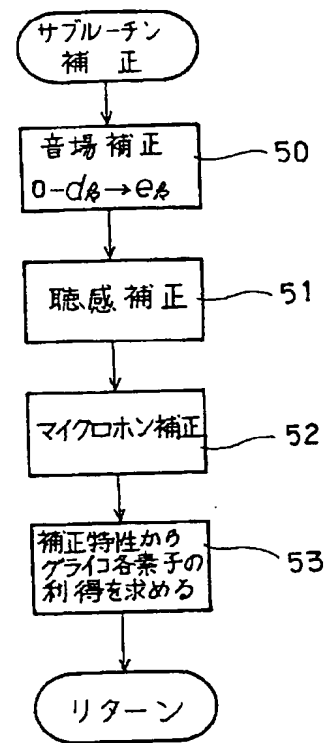 サブルーチン
補正
音場補正
50
0-dβ→eβ
聴感補正
51
マイクロホン補正
52
補正特性から
グライコ各素子の
利得を求める
53
リターン